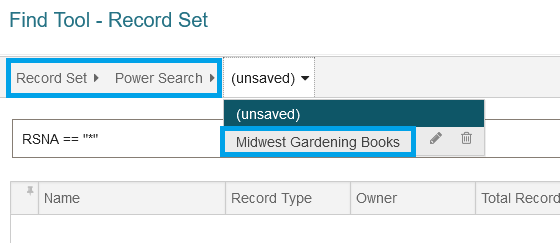 Find Tool - Record Set
Record Set Power Search (unsaved)
(unsaved)
Midwest Gardening Books
RSNA == "*"
Name Record Type Owner Total Record